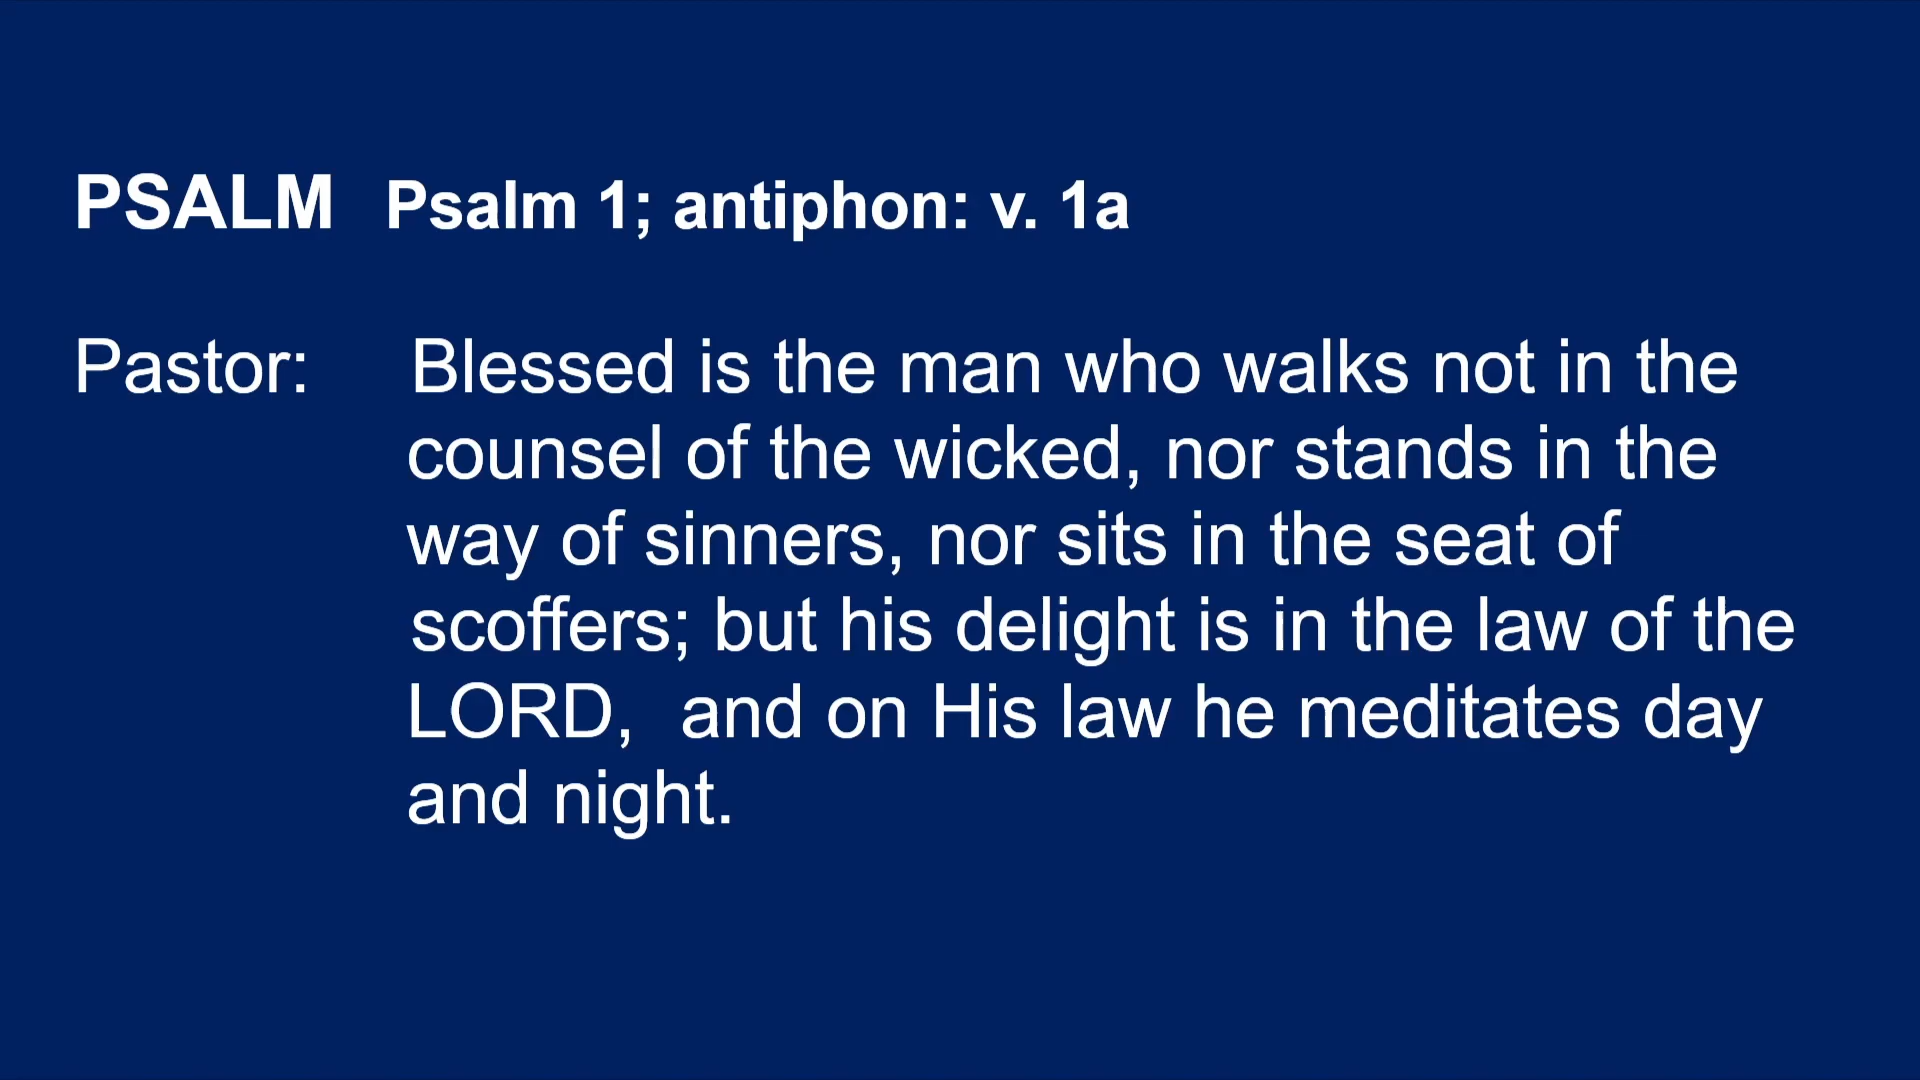 PSALM Psalm 1; antiphon: v. 1a
Pastor: Blessed is the man who walks not in the
counsel of the wicked, nor stands in the
way of sinners, nor sits in the seat of
scoffers; but his delight is in the law of the
LORD, and on His law he meditates day
and night.